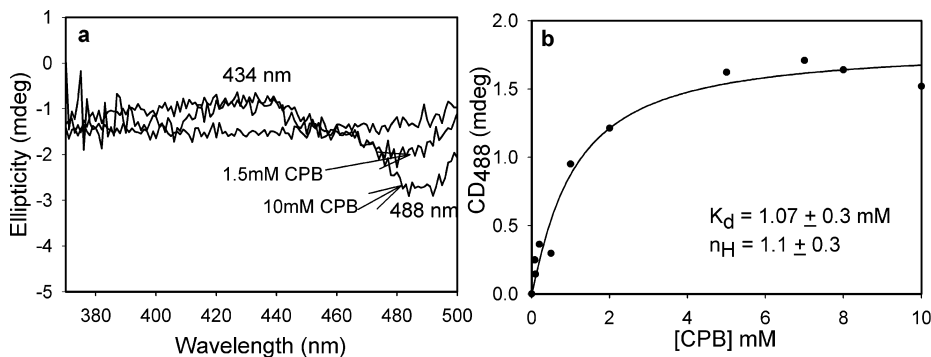 a
1
0
-1
-2
-3
-4
-5
Ellipticity (mdeg)
434 nm
1.5mM CPB
10mM CPB
488 nm
380 400 420 440 460 480 500
Wavelength (nm)
b
2.0
1.5
1.0
0.5
0.0
CD488 (mdeg)
Kd = 1.07 ± 0.3 mM
nH = 1.1 ± 0.3
0 2 4 6 8 10
[CPB] mM